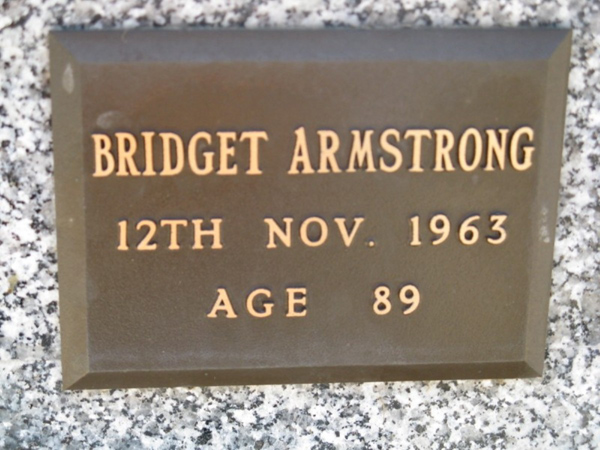 BRIDGET ARMSTRONG
12TH NOV. 1963
AGE 89